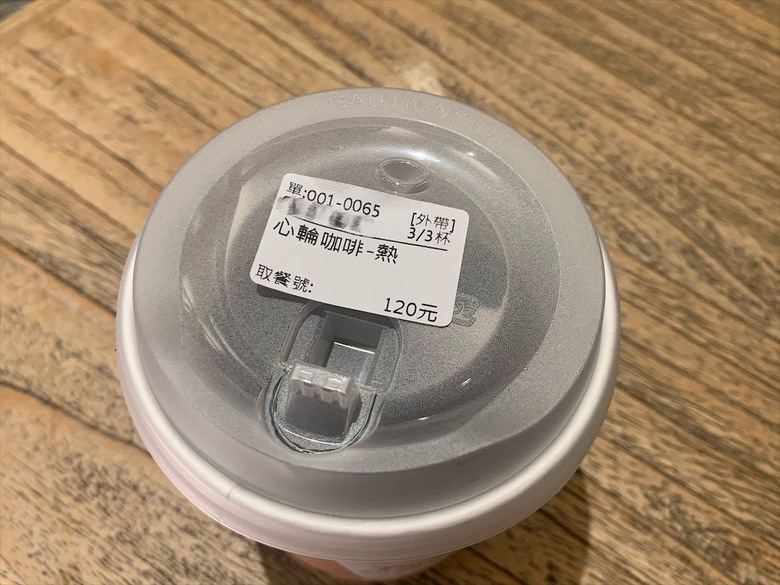 單:001-0065 [外帶]
3/3杯
心輪咖啡-熱
取餐號:
120元